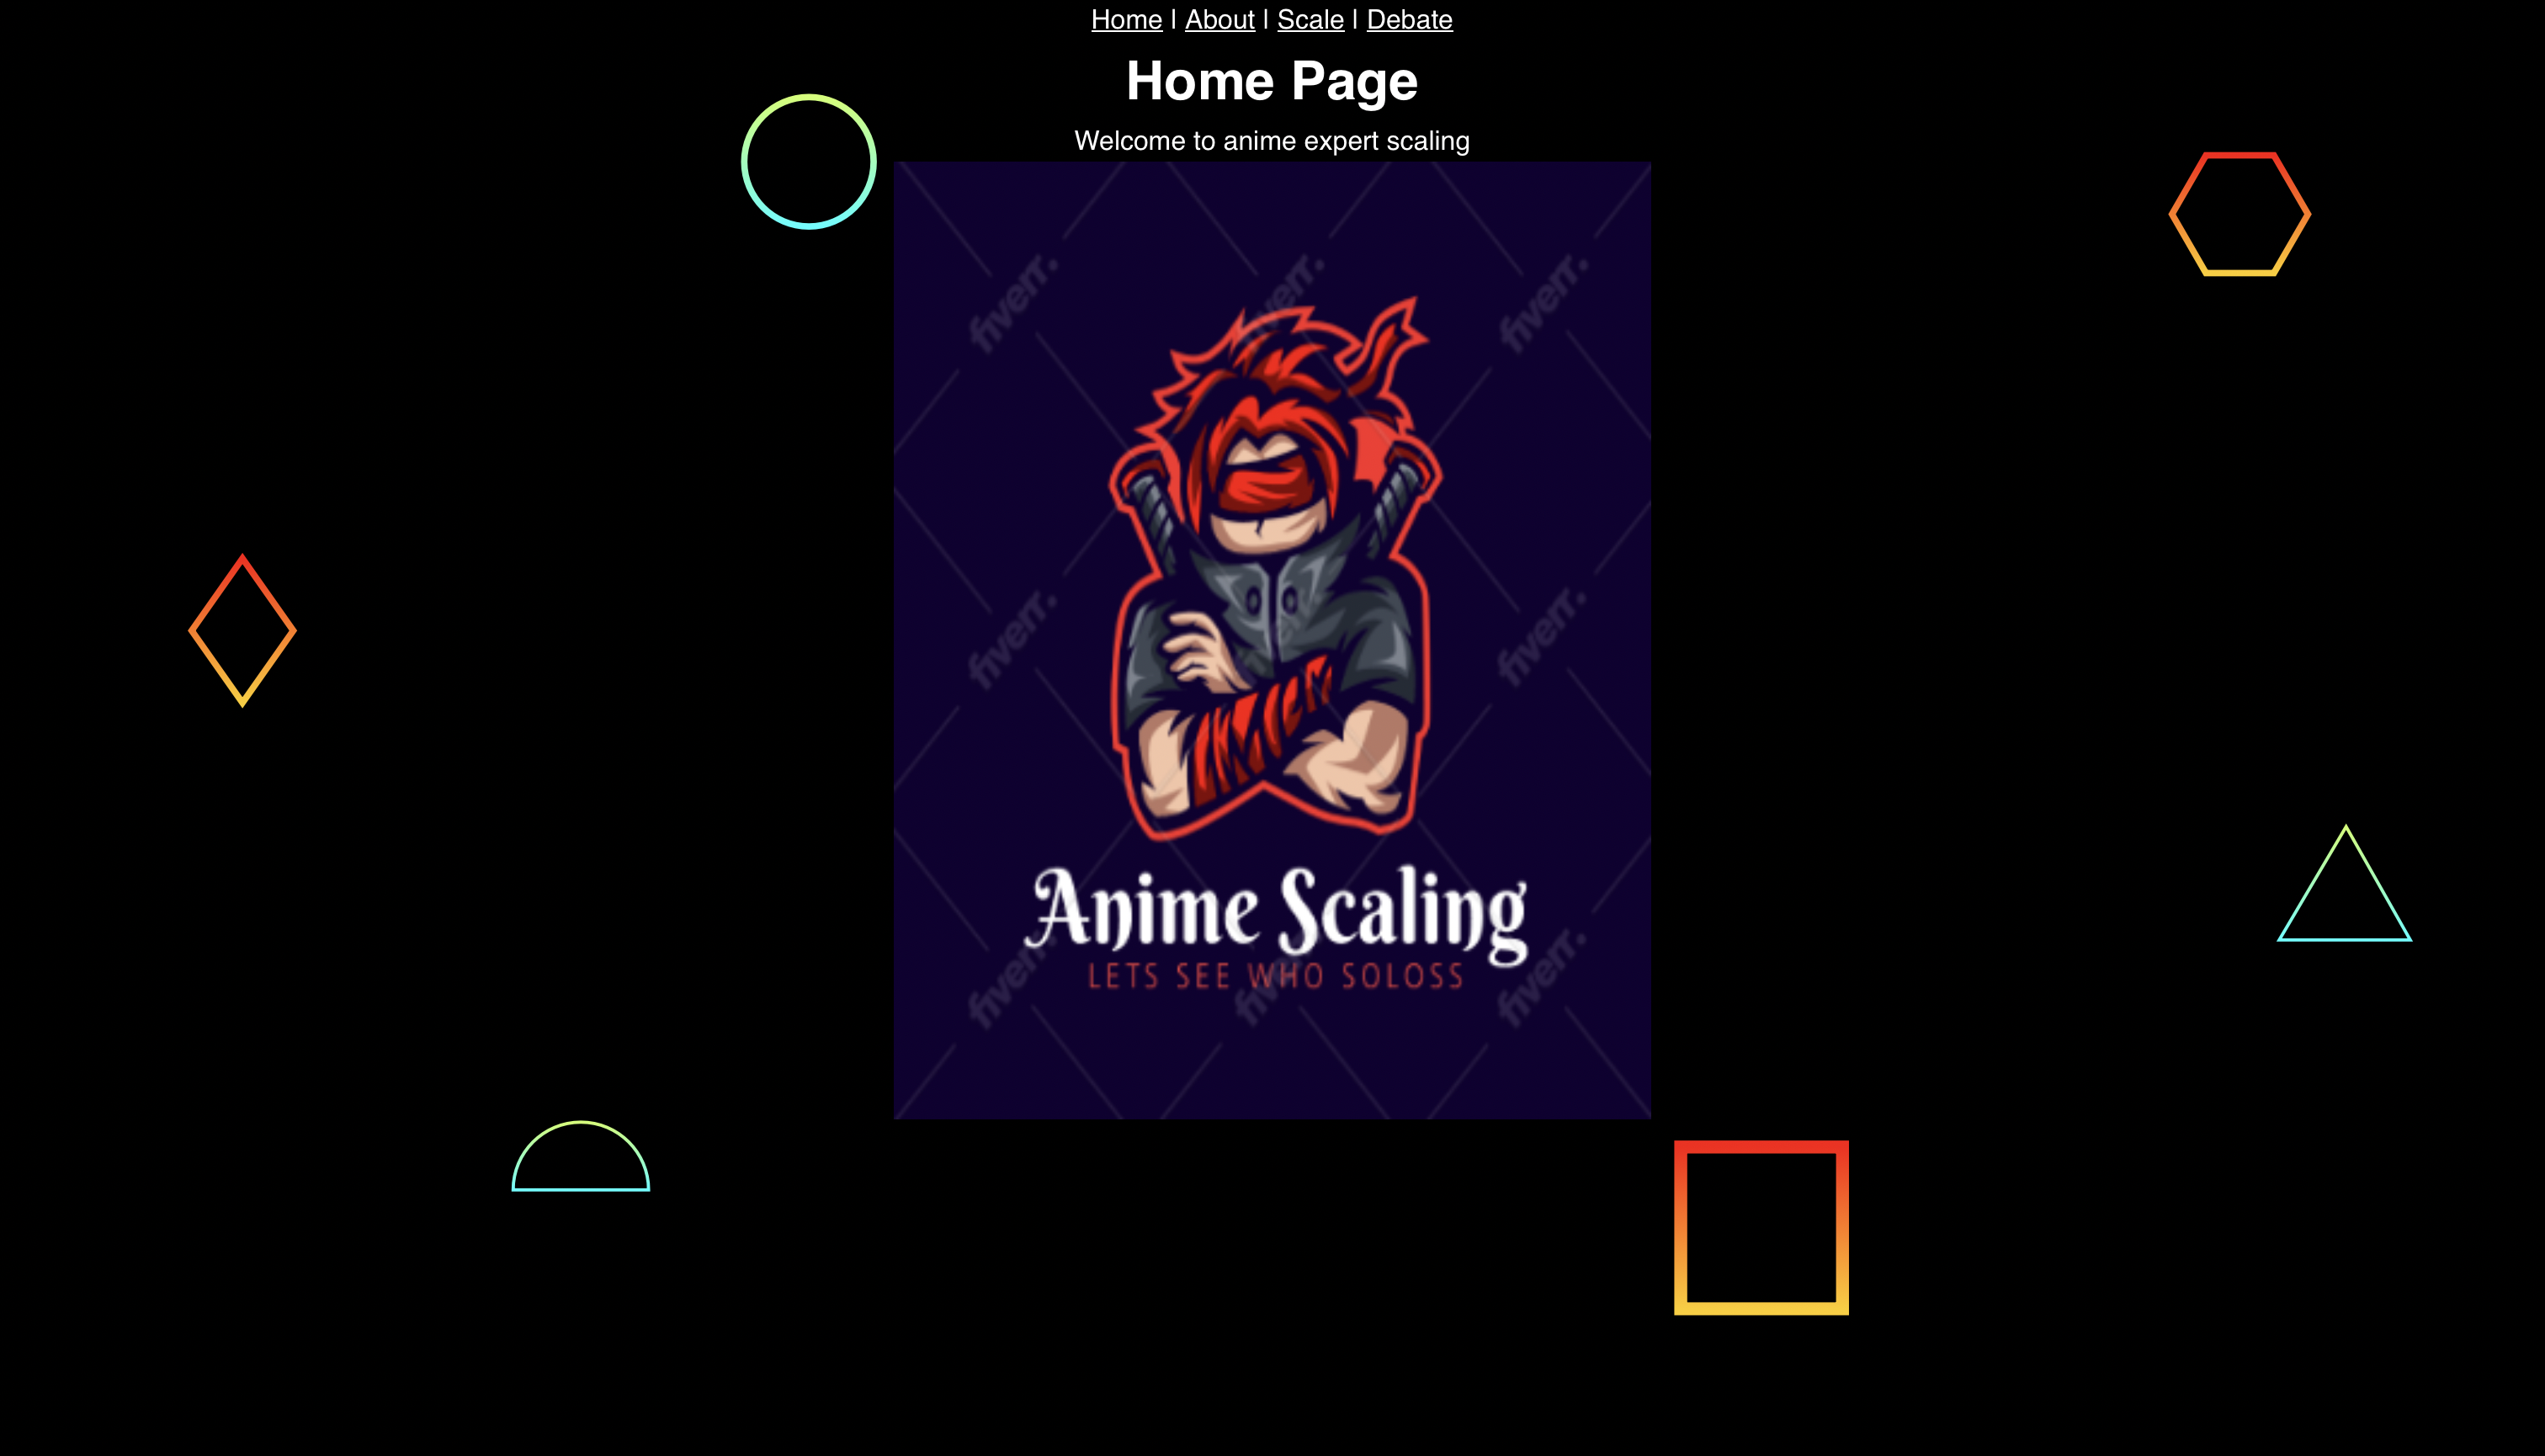 Home | About | Scale | Debate
Home Page
Welcome to anime expert scaling
fiverr. fiverr. fiverr.
fiverr. fiverr. fiverr.
Anime Scaling
LETS SEE WHO SOLOSS
fiverr. fiverr. fiverr.